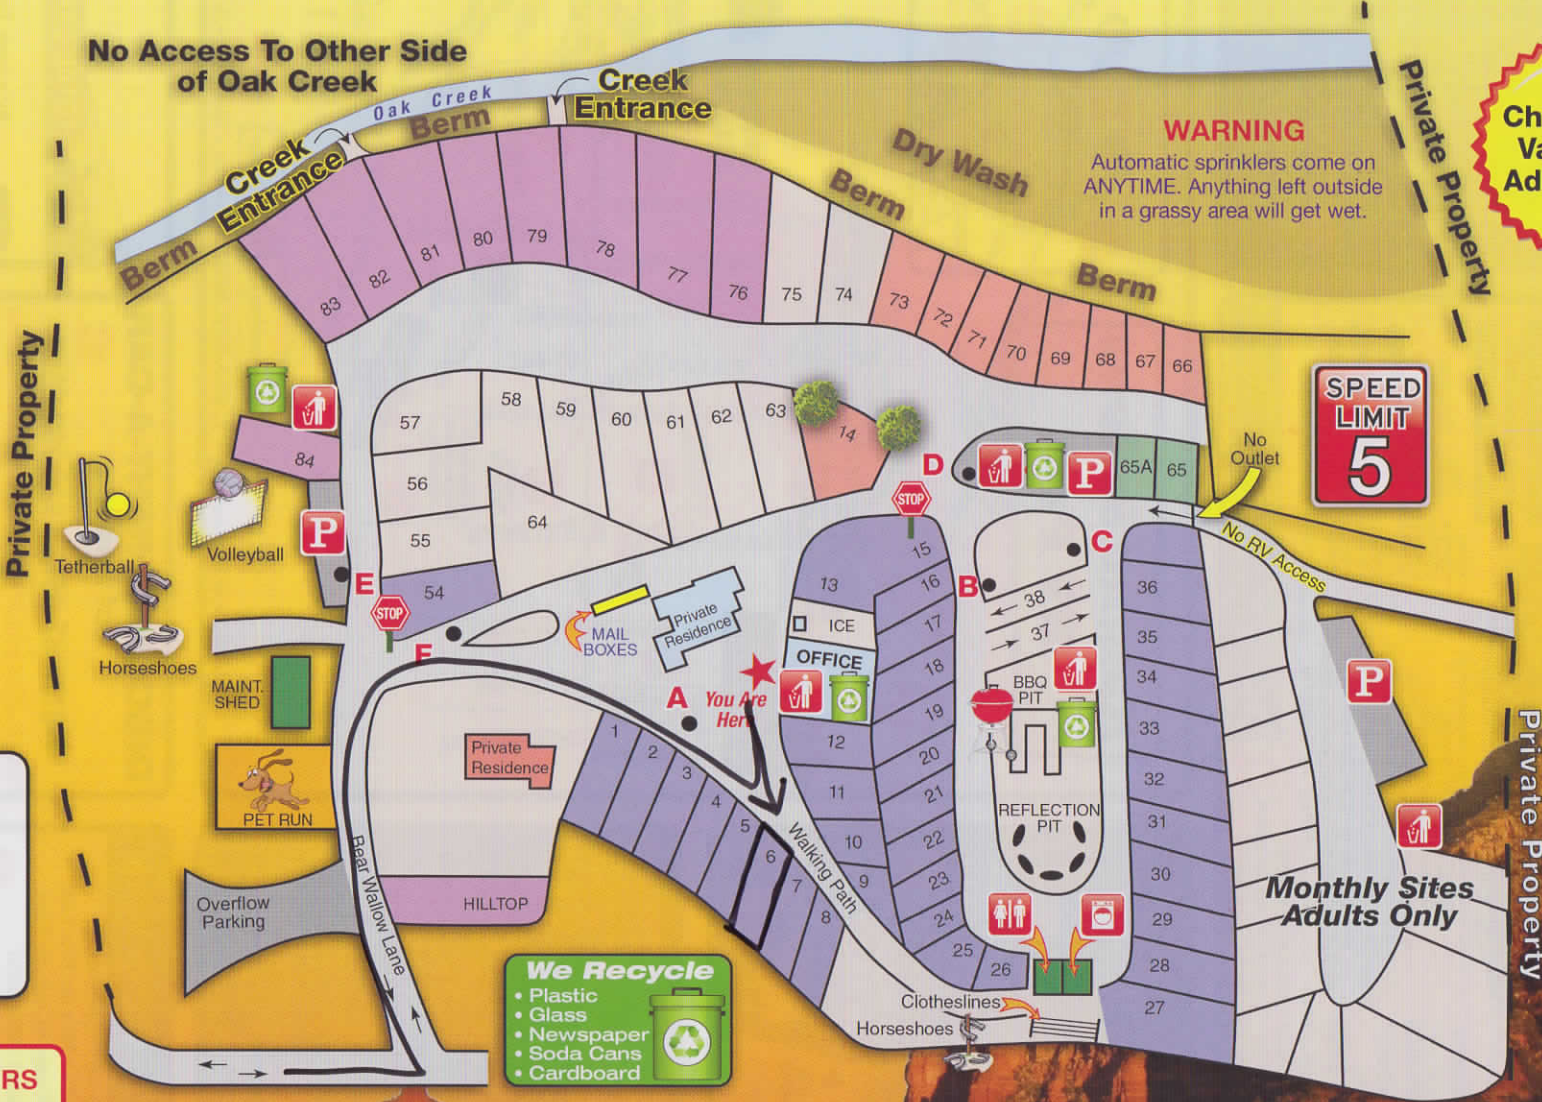 No Access To Other Side
of Oak Creek
Oak Creek
Creek
Entrance
Berm
Creek
Entrance
Berm
Dry Wash
Berm
Berm
WARNING
Automatic sprinklers come on
ANYTIME. Anything left outside
in a grassy area will get wet.
Private Property
Ch
Va
Ad
83
82
81
80
79
78
77
76
75
74
73
72
71
70
69
68
67
66
SPEED
LIMIT
5
No
Outlet
No RV Access
Private Property
84
P
Volleyball
Tetherball
Horseshoes
57
58
59
60
61
62
63
14
56
55
54
64
D
STOP
P
65A
65
E
STOP
F
MAIL
BOXES
Private
Residence
A
You Are
Here
13
ICE
OFFICE
12
11
10
9
15
16
17
18
19
20
21
22
23
24
25
26
B
C
38
37
BBQ
PIT
REFLECTION
PIT
36
35
34
33
32
31
30
29
28
27
P
Monthly Sites
Adults Only
Private Property
MAINT.
SHED
PET RUN
Overflow
Parking
Bear Wallow Lane
Private
Residence
HILLTOP
1
2
3
4
5
6
7
8
Walking Path
Clotheslines
Horseshoes
We Recycle
• Plastic
• Glass
• Newspaper
• Soda Cans
• Cardboard
RS